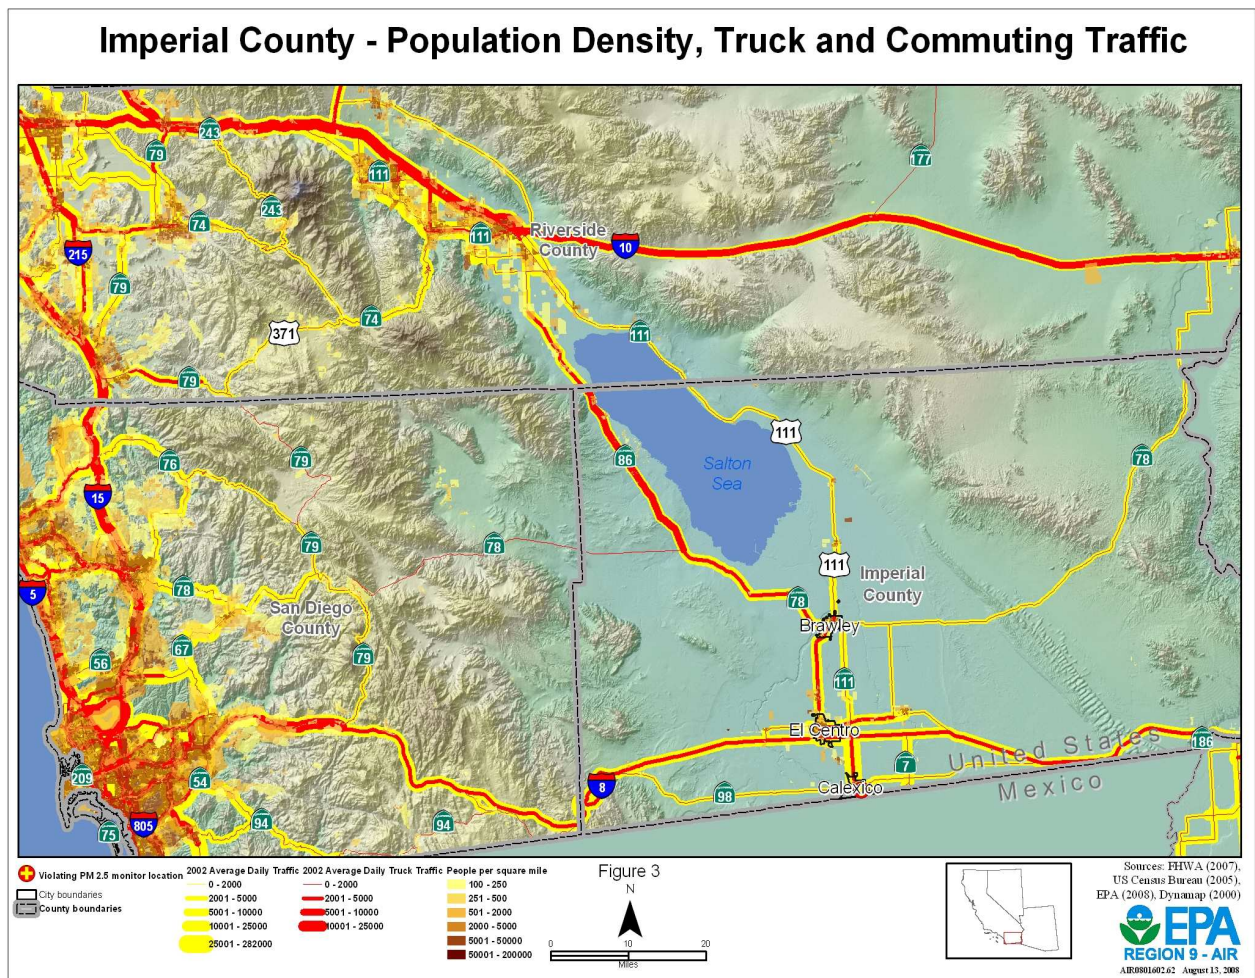 Imperial County - Population Density, Truck and Commuting Traffic
243
79
177
111
243
74
111
Riverside
County
10
215
79
74
371
111
79
111
76
79
86
Salton
Sea
78
15
79
78
111
Imperial
County
5
78
San Diego
County
78
Brawley
67
79
56
111
El Centro
United States
186
7
Mexico
209
54
8
98
Calexico
75
805
94
94
Violating PM 2.5 monitor location
City boundaries
County boundaries
2002 Average Daily Traffic
0 - 2000
2001 - 5000
5001 - 10000
10001 - 25000
25001 - 282000
2002 Average Daily Truck Traffic
0 - 2000
2001 - 5000
5001 - 10000
10001 - 25000
People per square mile
100 - 250
251 - 500
501 - 2000
2000 - 5000
5001 - 50000
50001 - 200000
Figure 3
N
0 10 20
Miles
Sources: FHWA (2007),
US Census Bureau (2005),
EPA (2008), Dynamap (2000)
EPA
REGION 9 - AIR
AIR0801602.62 August 13, 2008